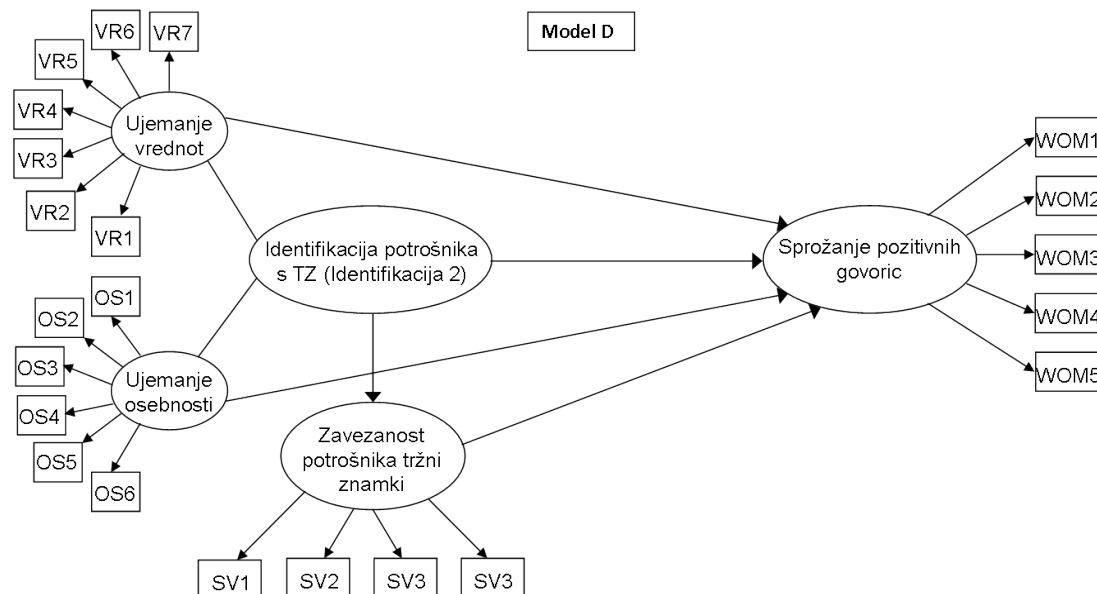 Model D
VR6
VR7
VR5
VR4
VR3
VR2
VR1
Ujemanje
vrednot
Identifikacija potrošnika
s TZ (Identifikacija 2)
Sprožanje pozitivnih
govoric
WOM1
WOM2
WOM3
WOM4
WOM5
OS1
OS2
OS3
OS4
OS5
OS6
Ujemanje
osebnosti
Zavezanost
potrošnika tržni
znamki
SV1
SV2
SV3
SV3